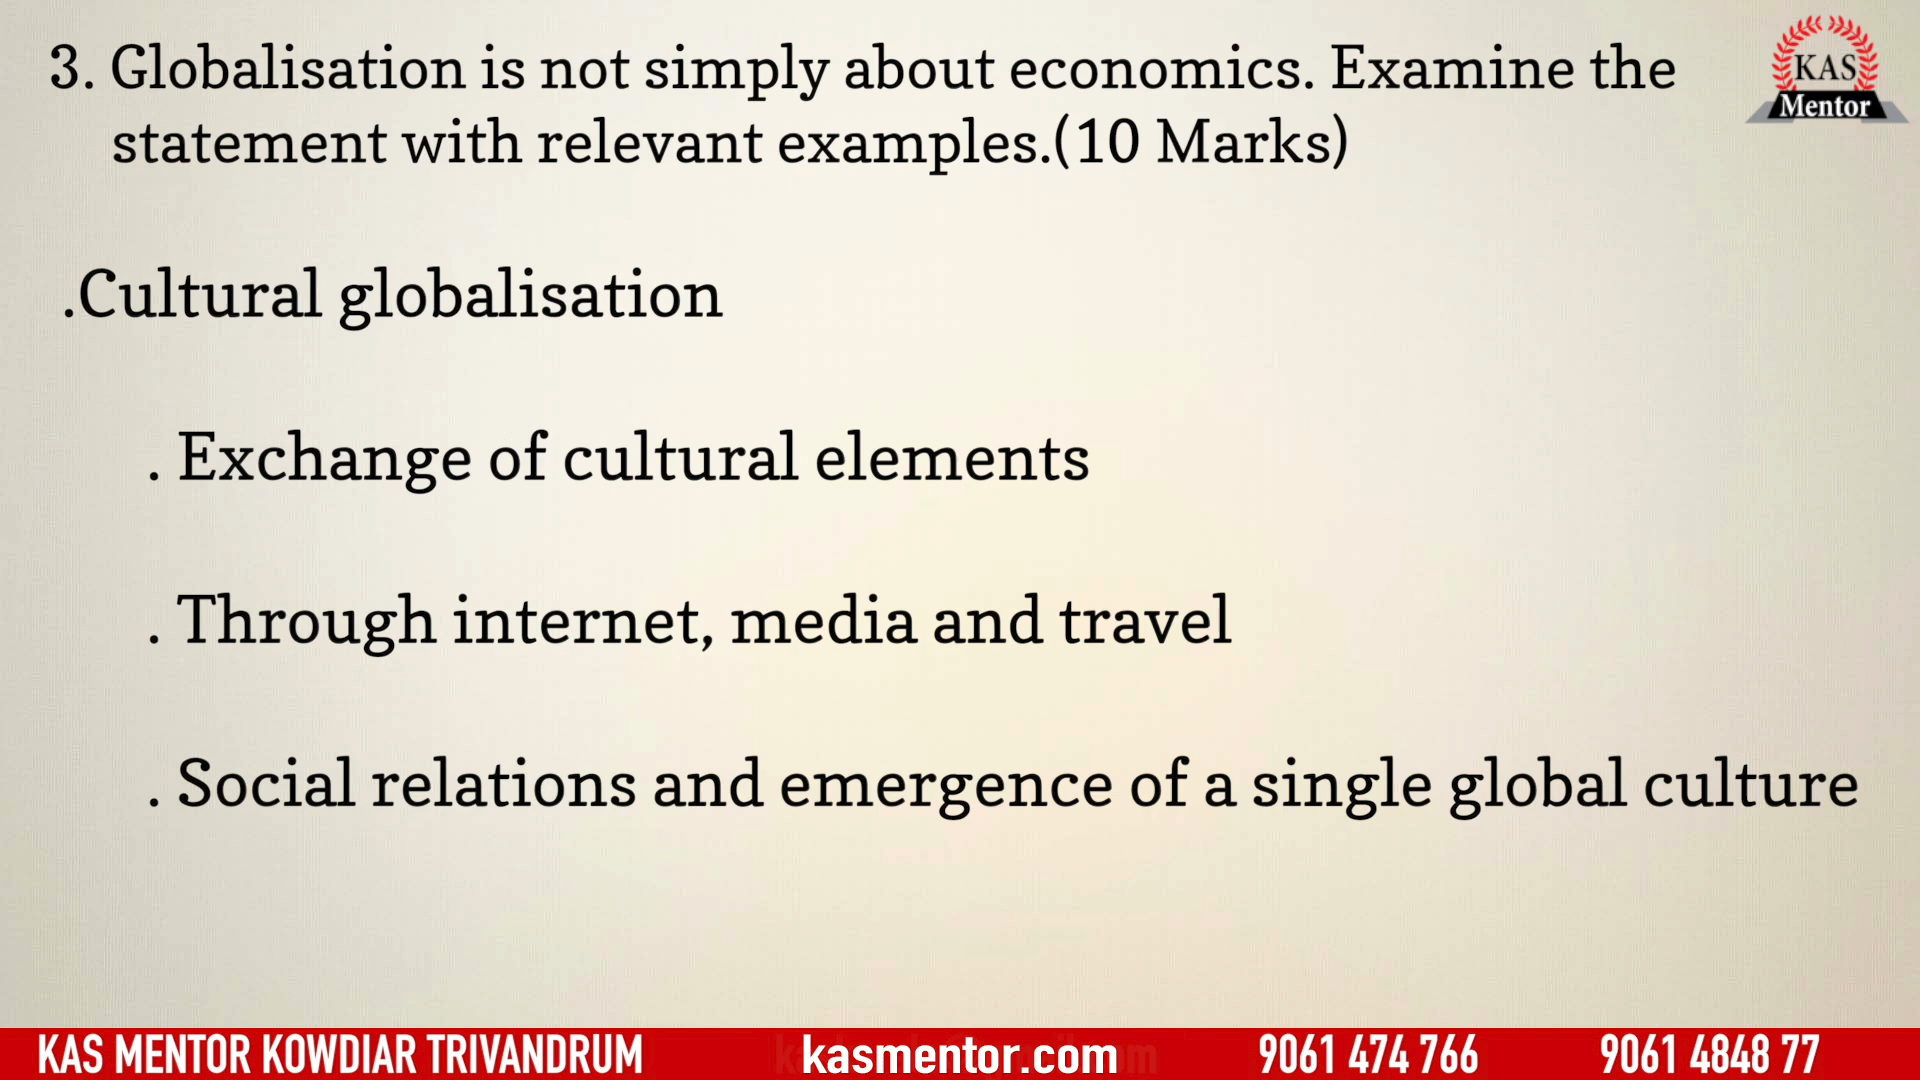 3. Globalisation is not simply about economics. Examine the
statement with relevant examples.(10 Marks)
KAS
Mentor
.Cultural globalisation
. Exchange of cultural elements
. Through internet, media and travel
. Social relations and emergence of a single global culture
KAS MENTOR KOWDIAR TRIVANDRUM kasmentor.com 9061 474 766 9061 4848 77